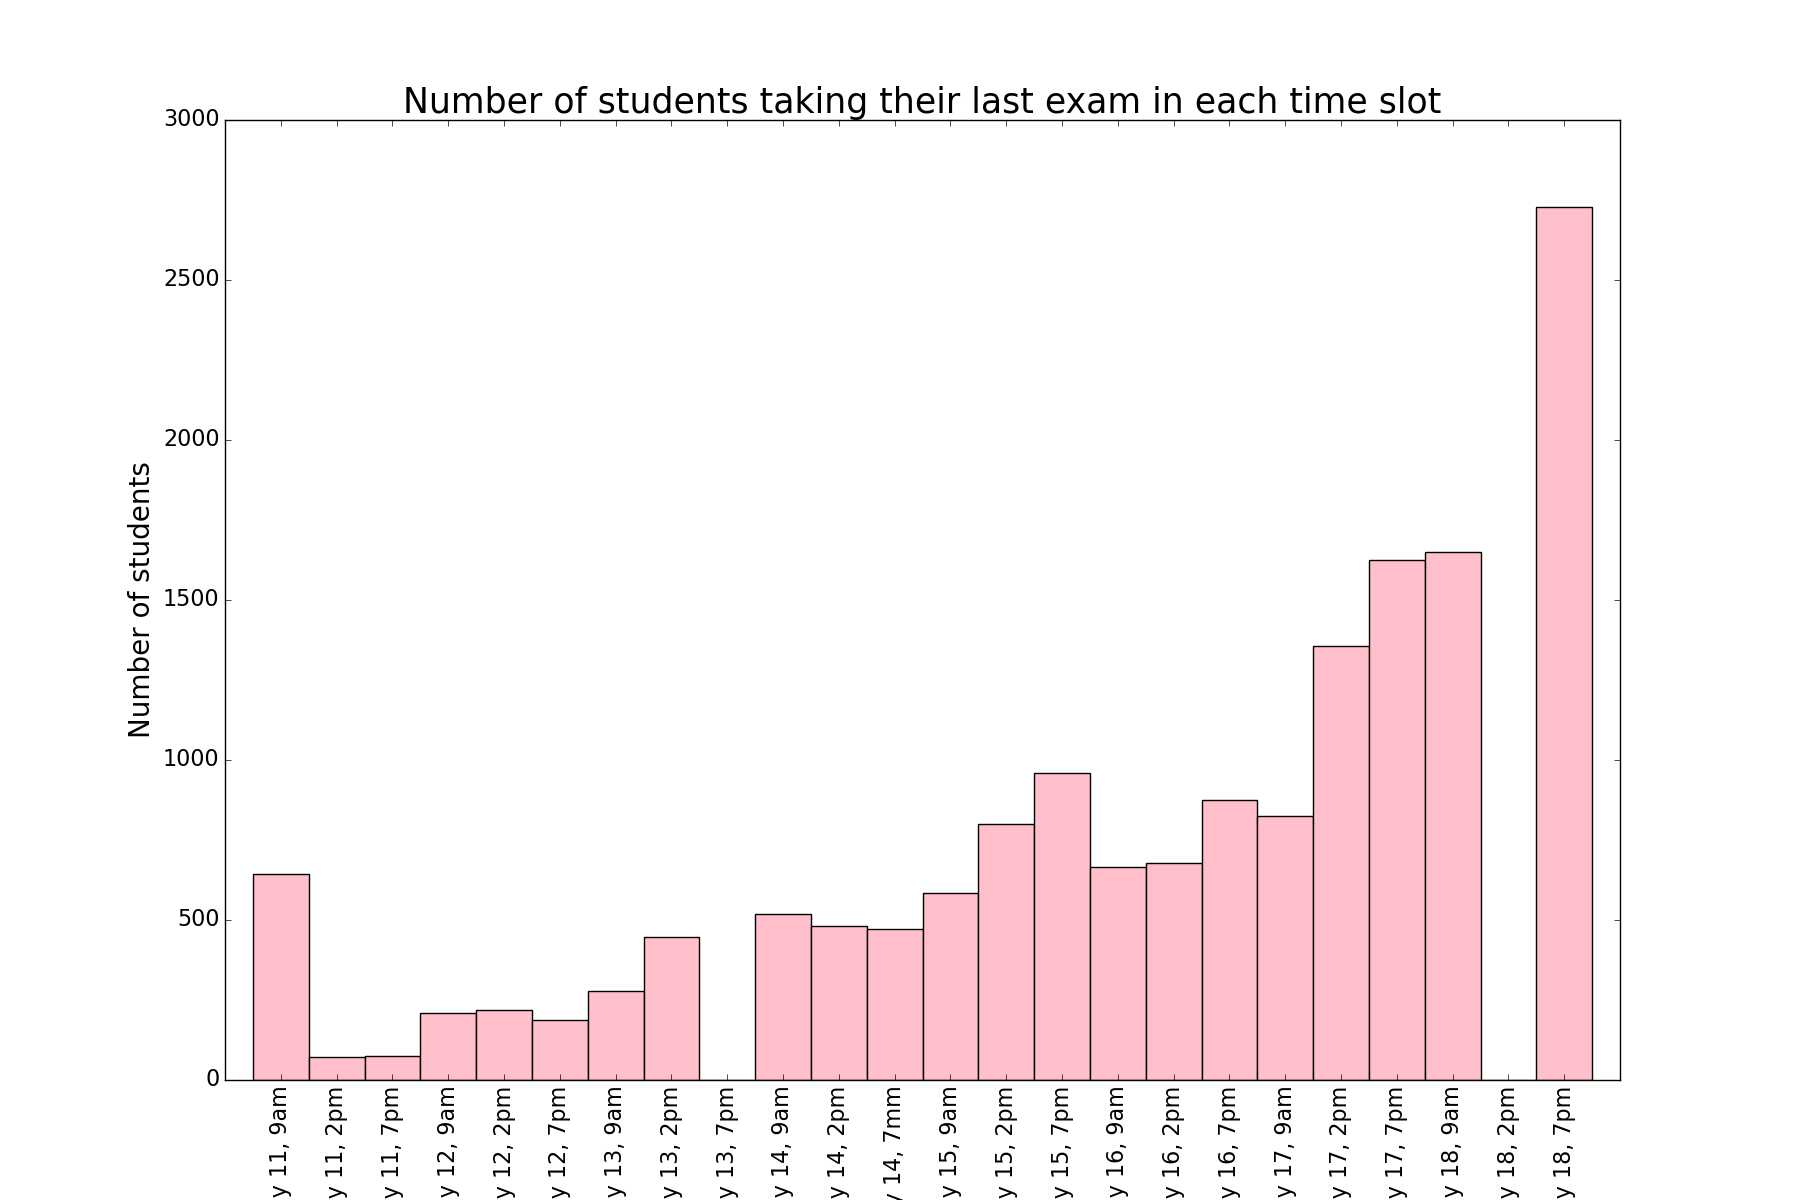 Number of students taking their last exam in each time slot
Number of students
3000
2500
2000
1500
1000
500
0
y 11, 9am
y 11, 2pm
y 11, 7pm
y 12, 9am
y 12, 2pm
y 12, 7pm
y 13, 9am
y 13, 2pm
y 13, 7pm
y 14, 9am
y 14, 2pm
y 14, 7mm
y 15, 9am
y 15, 2pm
y 15, 7pm
y 16, 9am
y 16, 2pm
y 16, 7pm
y 17, 9am
y 17, 2pm
y 17, 7pm
y 18, 9am
y 18, 2pm
y 18, 7pm